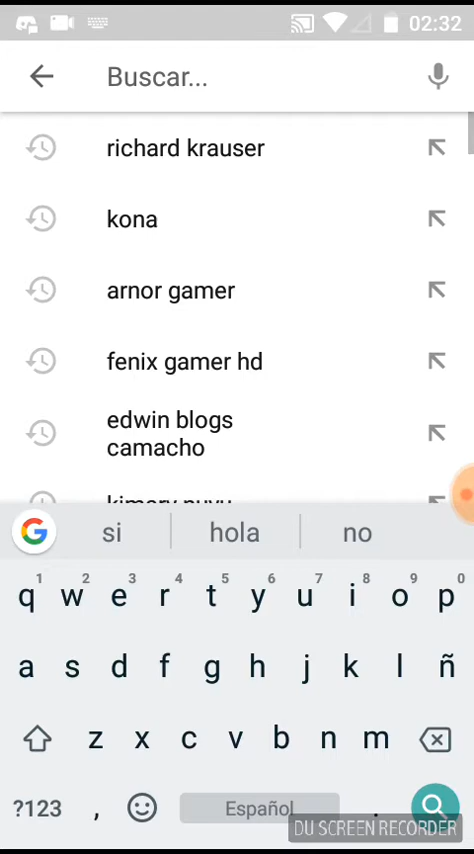 02:32
Buscar...
richard krauser
kona
arnor gamer
fenix gamer hd
edwin blogs
camacho
si hola no
1 2 3 4 5 6 7 8 9 0
q w e r t y u i o p
a s d f g h j k l ñ
z x c v b n m
?123 , Español .
DU SCREEN RECORDER